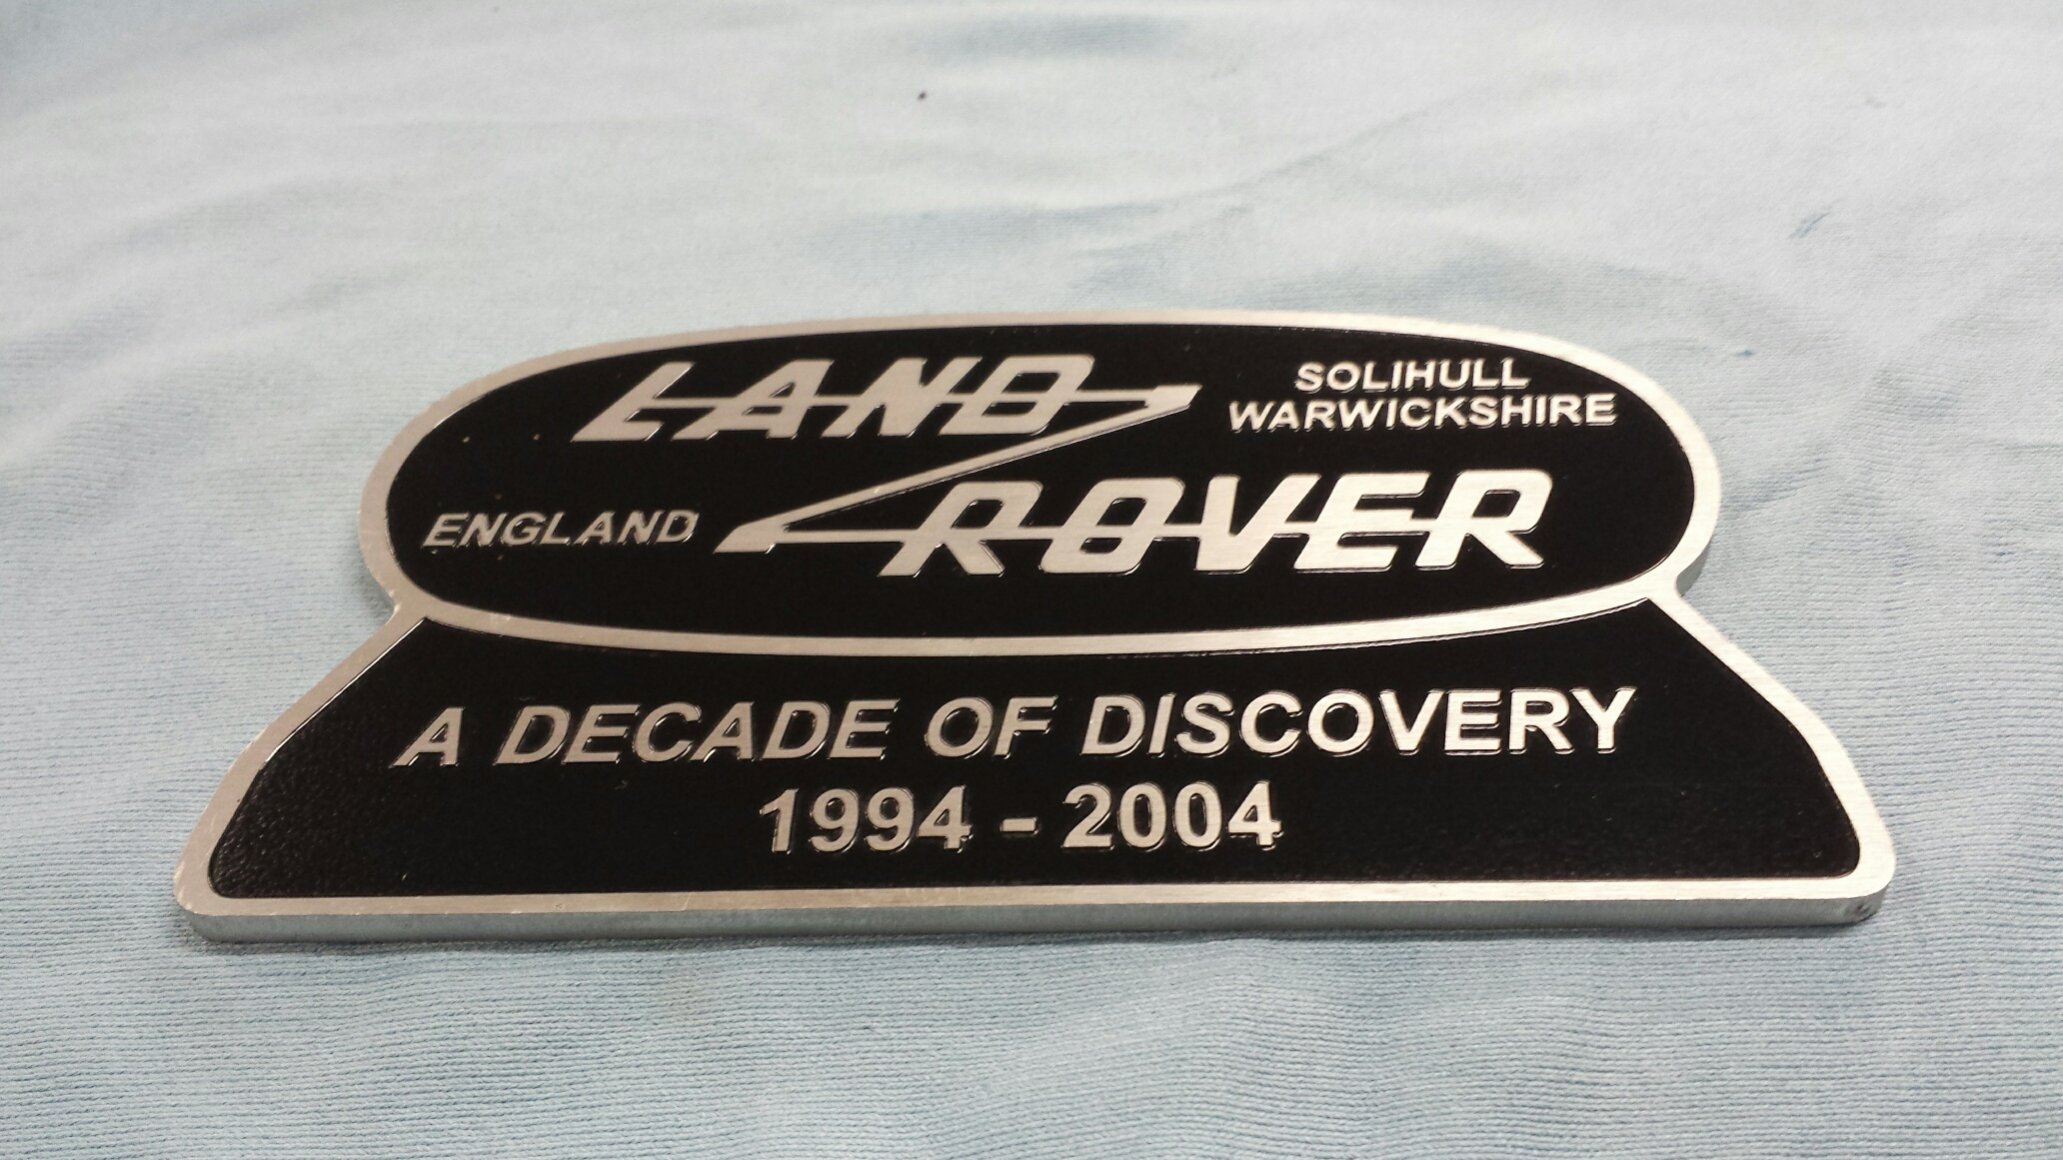 LAND
SOLIHULL
WARWICKSHIRE
ENGLAND
ROVER
A DECADE OF DISCOVERY
1994 - 2004